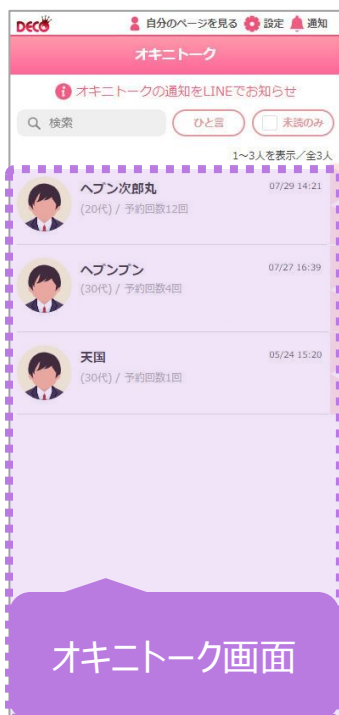 DECO 自分のページを見る 設定 通知
オキニトーク
オキニトークの通知をLINEでお知らせ
検索 ひと言 未読のみ
1～3人を表示／全3人
ヘブン次郎丸 07/29 14:21
(20代) / 予約回数12回
ヘブンブン 07/27 16:39
(30代) / 予約回数4回
天国 05/24 15:20
(30代) / 予約回数1回
オキニトーク画面